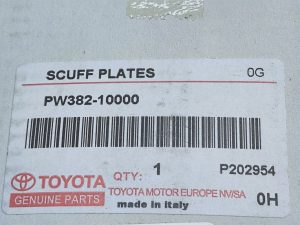 SCUFF PLATES 0G
PW382-10000
TOYOTA QTY: 1 P202954
GENUINE PARTS TOYOTA MOTOR EUROPE NV/SA
made in Italy 0H